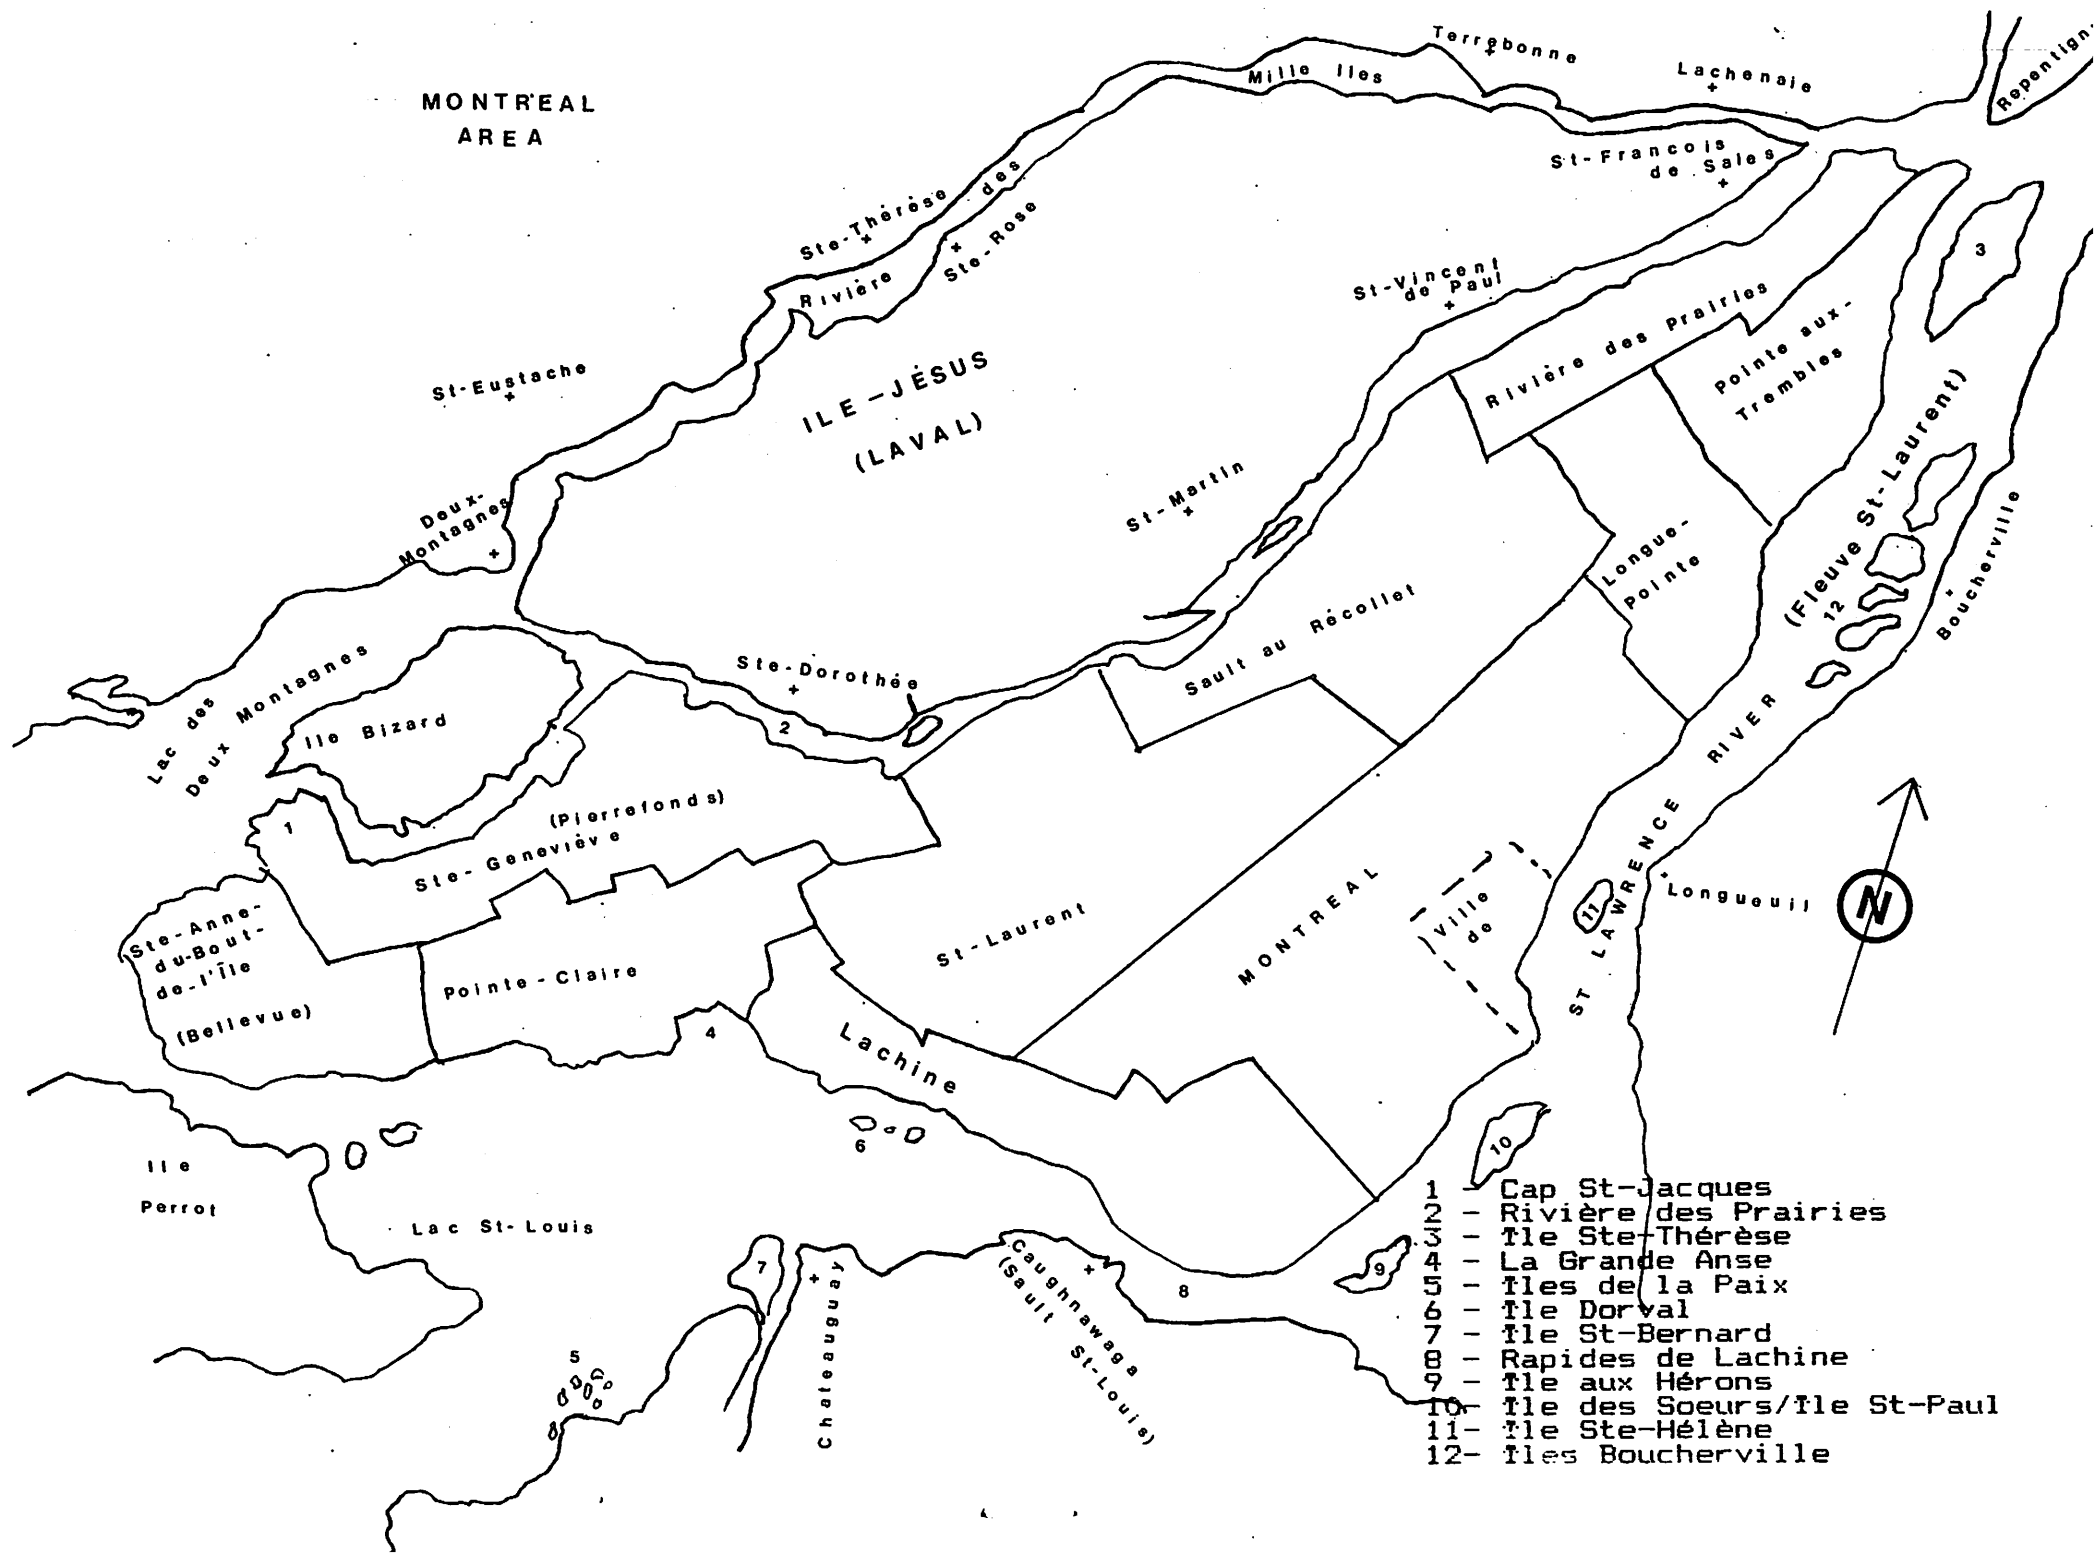 MONTREAL
AREA
Terrebonne
Mille Iles
Lachenaie
Repentign
St-Francois
de Sales
Ste-Thérèse
des
Rivière
Ste-Rose
St-Vincent
de Paul
3
Rivière des Prairies
Pointe aux-
Trembles
St-Eustache
ILE-JÉSUS
(LAVAL)
(Fleuve St-Laurent)
Deux-
Montagnes
St-Martin
Longue-
Pointe
12
Boucherville
Sault au Récollet
Ste-Dorothée
Lac des
Deux Montagnes
Ile Bizard
2
RIVER
1
(Pierrefonds)
Ste-Geneviève
ST LAWRENCE
Ste-Anne-
du-Bout-
de-l'Île
(Bellevue)
Pointe-Claire
St-Laurent
MONTREAL
Ville
de
11
Longueuil
N
4
Lachine
6
10
Ile
Perrot
Lac St-Louis
7
Chateauguay
Caughnawaga
(Sault St-Louis)
8
9
5
1 - Cap St-Jacques
2 - Rivière des Prairies
3 - Île Ste-Thérèse
4 - La Grande Anse
5 - Îles de la Paix
6 - Île Dorval
7 - Île St-Bernard
8 - Rapides de Lachine
9 - Île aux Hérons
10- Île des Soeurs/Île St-Paul
11- Île Ste-Hélène
12- Îles Boucherville